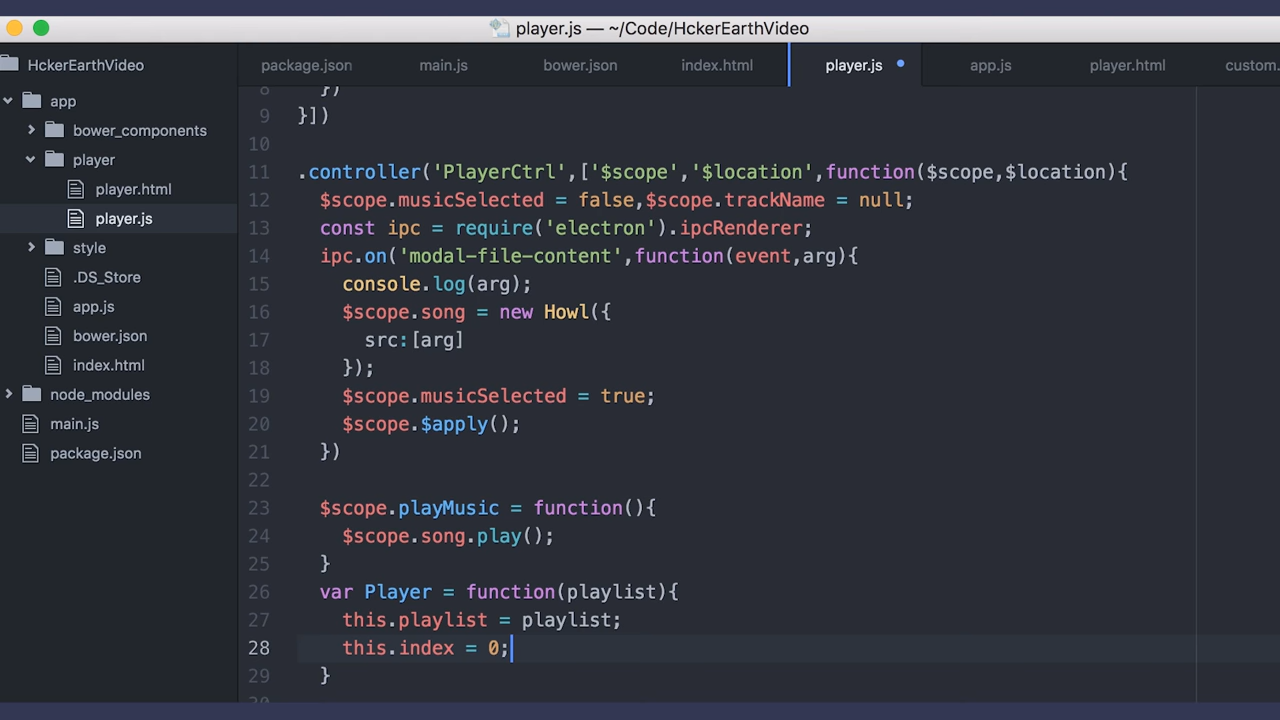 player.js — ~/Code/HckerEarthVideo
HckerEarthVideo
package.json
main.js
bower.json
index.html
player.js
app.js
player.html
custom.
app
bower_components
player
player.html
player.js
style
.DS_Store
app.js
bower.json
index.html
node_modules
main.js
package.json
8 })
9 }])
10
11 .controller('PlayerCtrl',['$scope','$location',function($scope,$location){
12 $scope.musicSelected = false,$scope.trackName = null;
13 const ipc = require('electron').ipcRenderer;
14 ipc.on('modal-file-content',function(event,arg){
15 console.log(arg);
16 $scope.song = new Howl({
17 src:[arg]
18 });
19 $scope.musicSelected = true;
20 $scope.$apply();
21 })
22
23 $scope.playMusic = function(){
24 $scope.song.play();
25 }
26 var Player = function(playlist){
27 this.playlist = playlist;
28 this.index = 0;
29 }
30